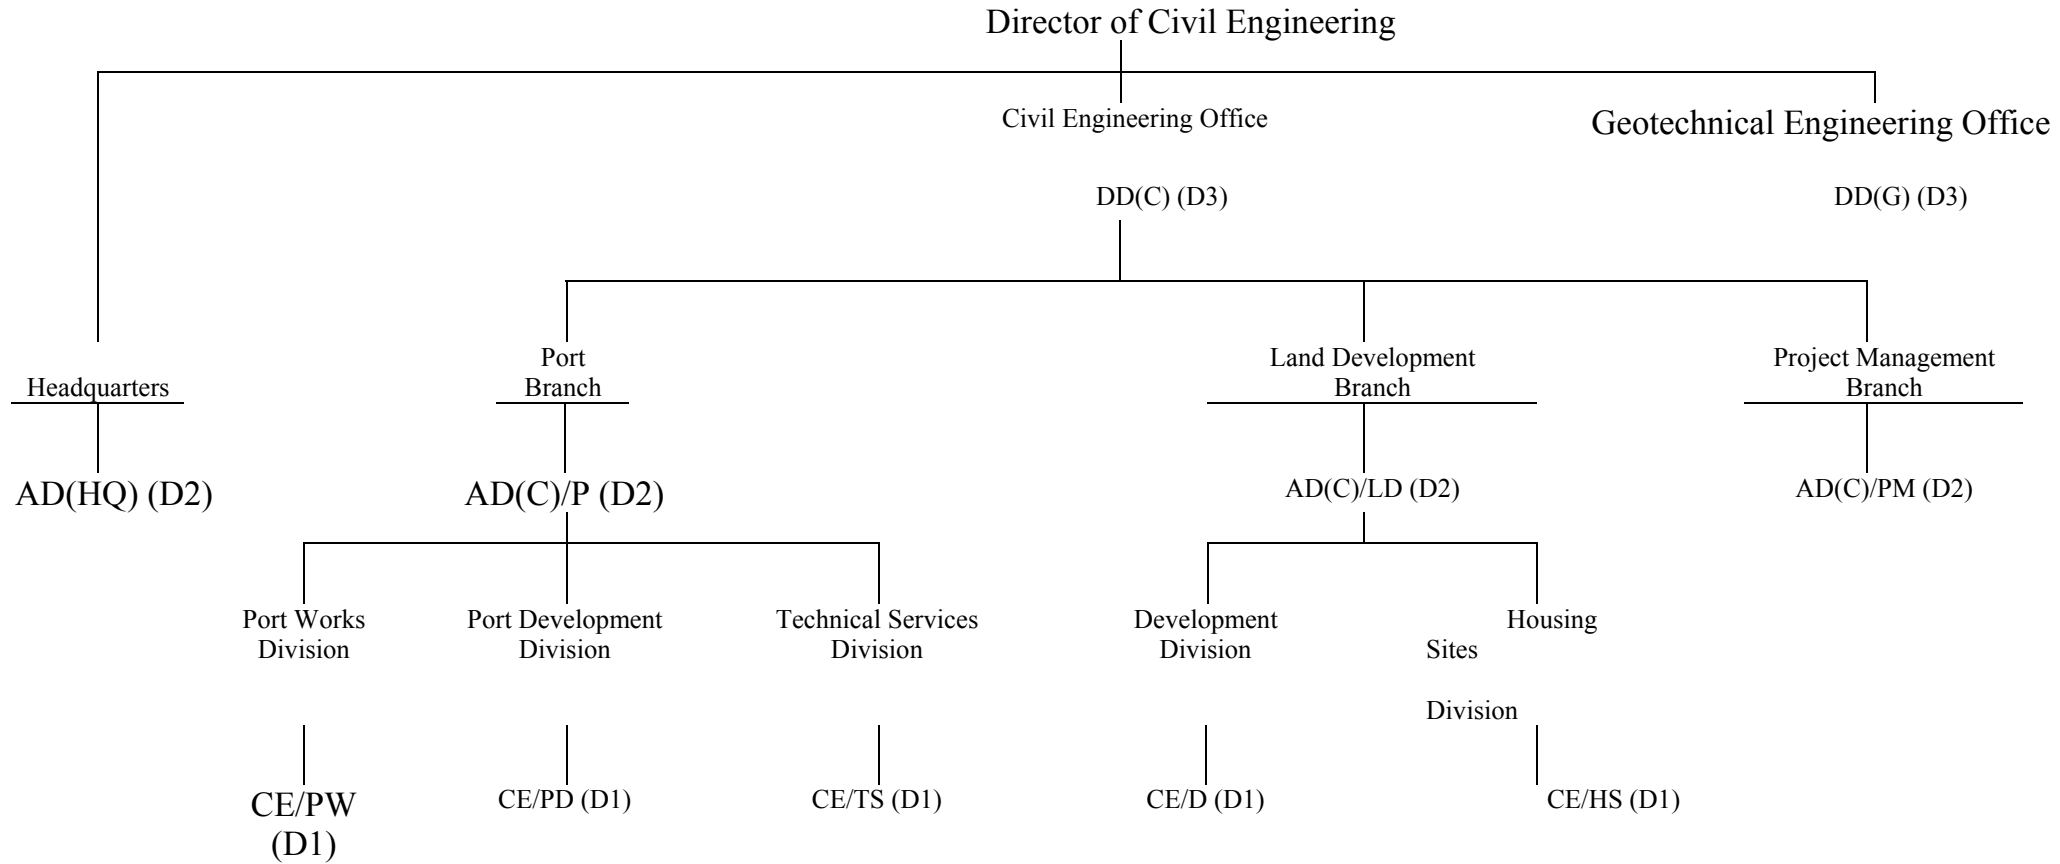 Director of Civil Engineering
Civil Engineering Office
Geotechnical Engineering Office
DD(C) (D3)
DD(G) (D3)
Headquarters
Port
Branch
Land Development
Branch
Project Management
Branch
AD(HQ) (D2)
AD(C)/P (D2)
AD(C)/LD (D2)
AD(C)/PM (D2)
Port Works
Division
Port Development
Division
Technical Services
Division
Development
Division
Housing
Sites
Division
CE/PW
(D1)
CE/PD (D1)
CE/TS (D1)
CE/D (D1)
CE/HS (D1)